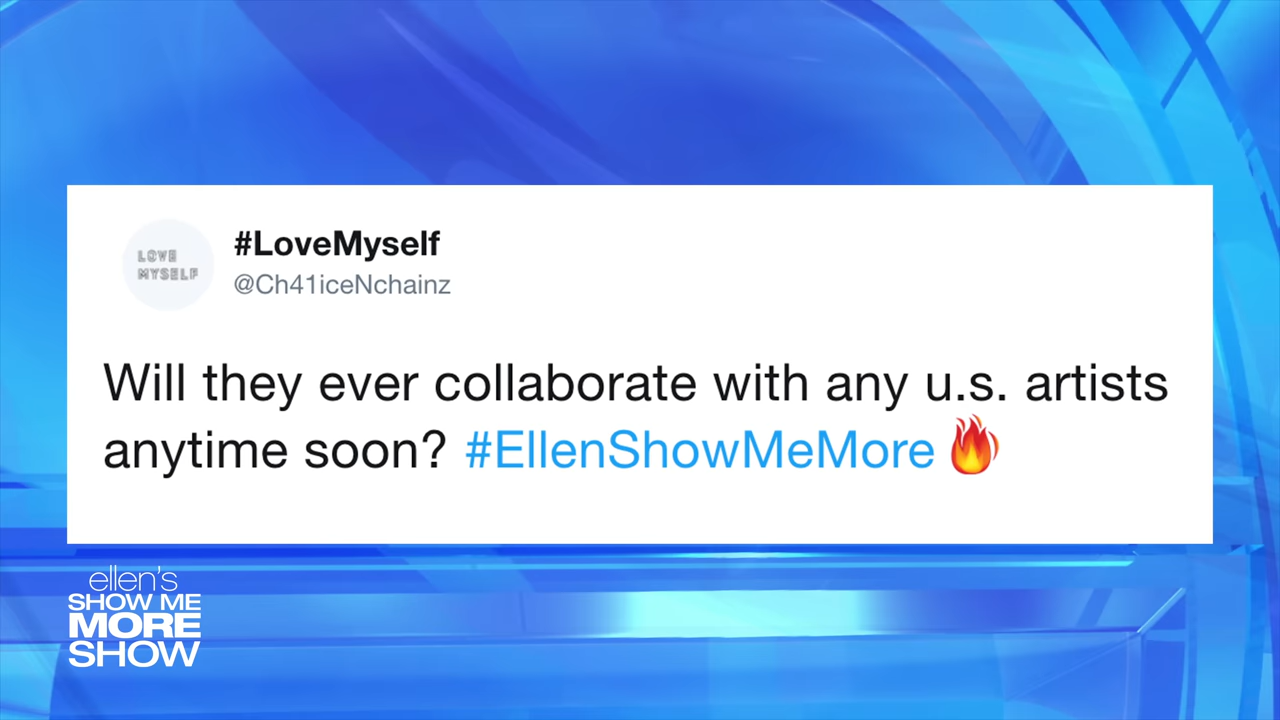 LOVE
MYSELF
#LoveMyself
@Ch41iceNchainz
Will they ever collaborate with any u.s. artists
anytime soon? #EllenShowMeMore🔥
ellen's
SHOW ME
MORE
SHOW